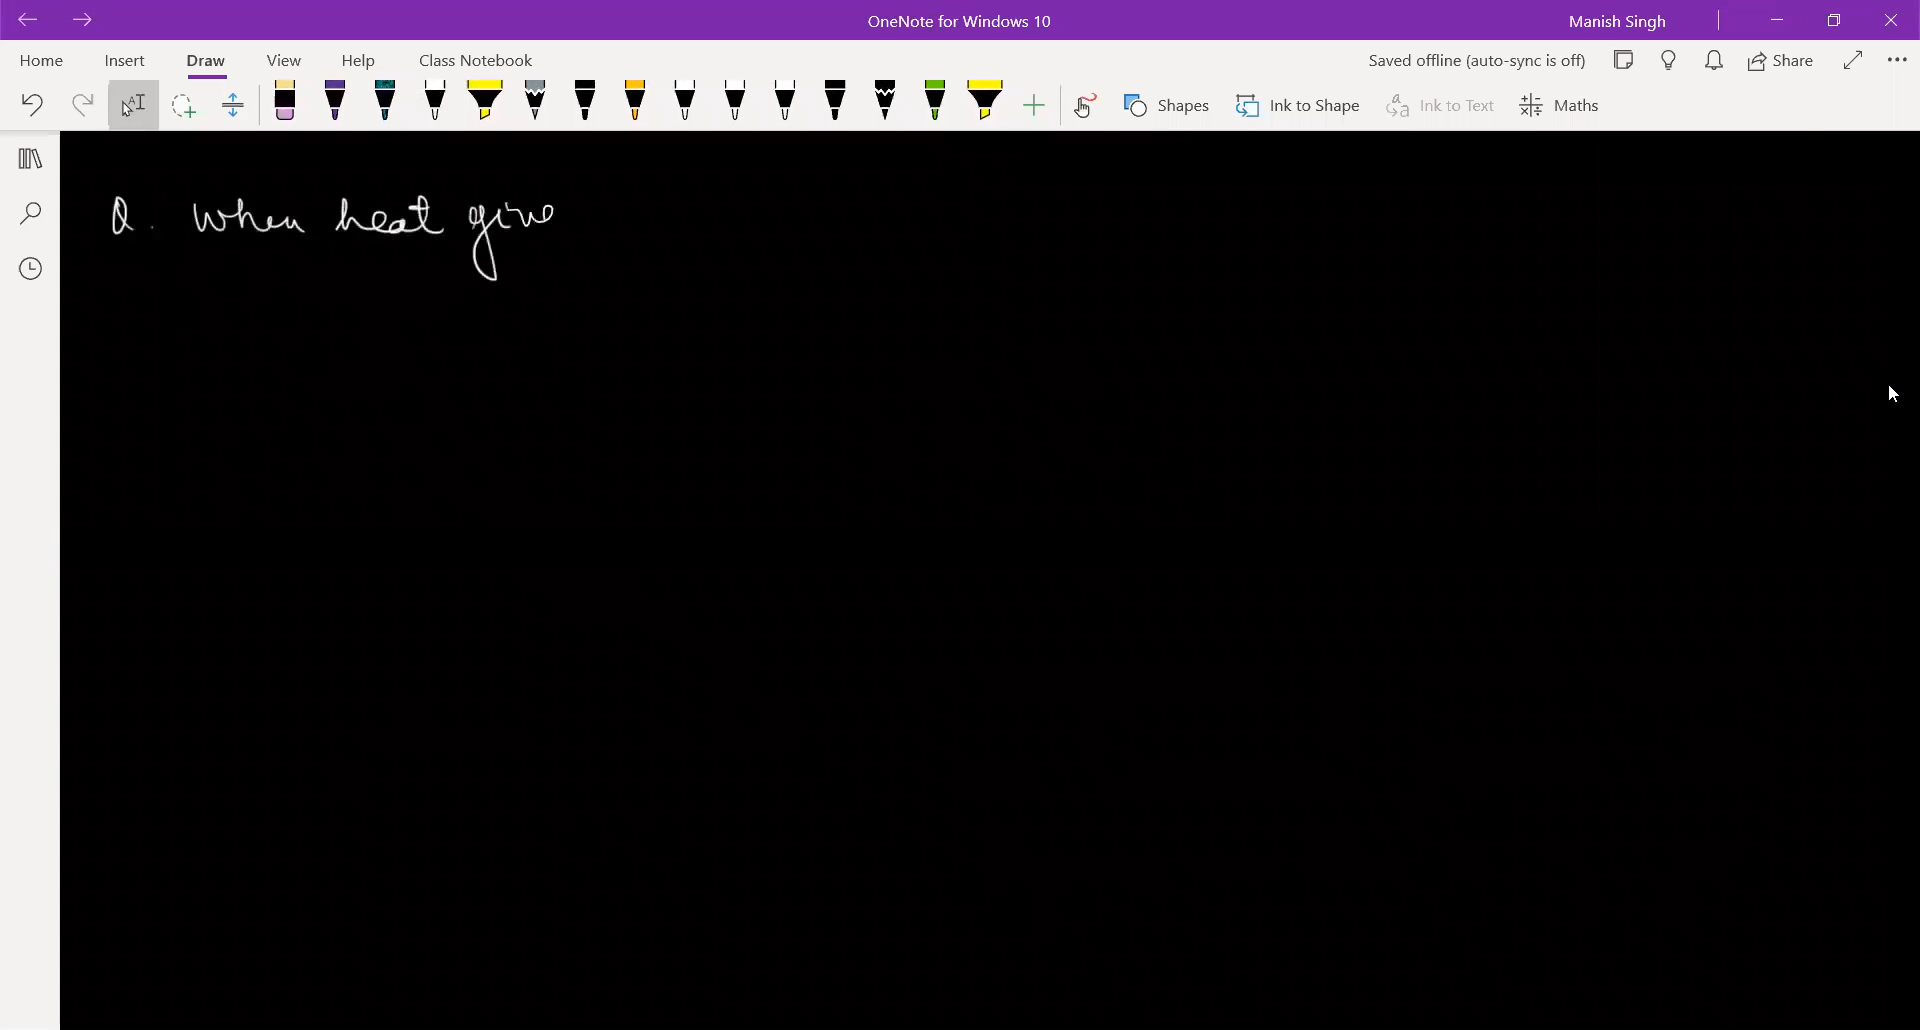 OneNote for Windows 10 Manish Singh
Home Insert Draw View Help Class Notebook Saved offline (auto-sync is off) Share
Shapes Ink to Shape Ink to Text Maths
Q. When heat give